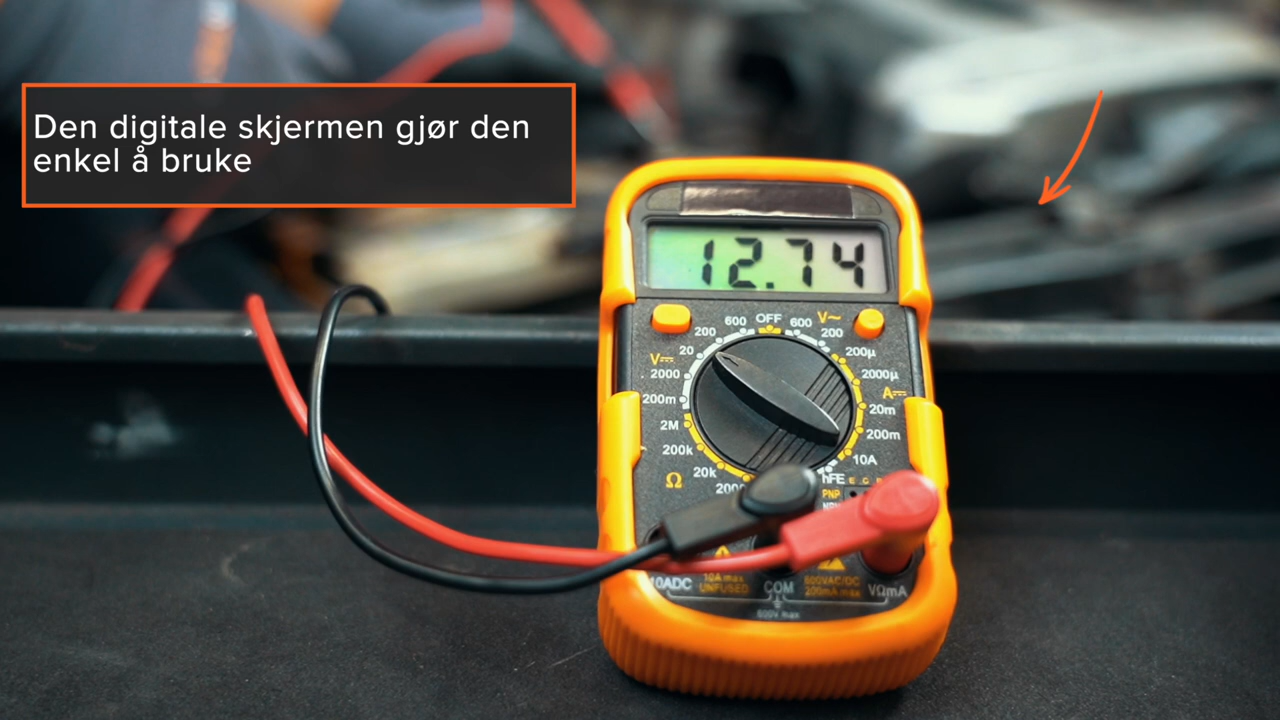 Den digitale skjermen gjør den
enkel å bruke
12.74
600 OFF 600 V~
200 200
20 200µ
V⎓
2000 2000µ
A⎓
200m 20m
2M 200m
200k 10A
20k hFE
Ω
PNP
10ADC 10A max UNFUSED COM 600VAC/DC 200mA max VΩmA
600V max